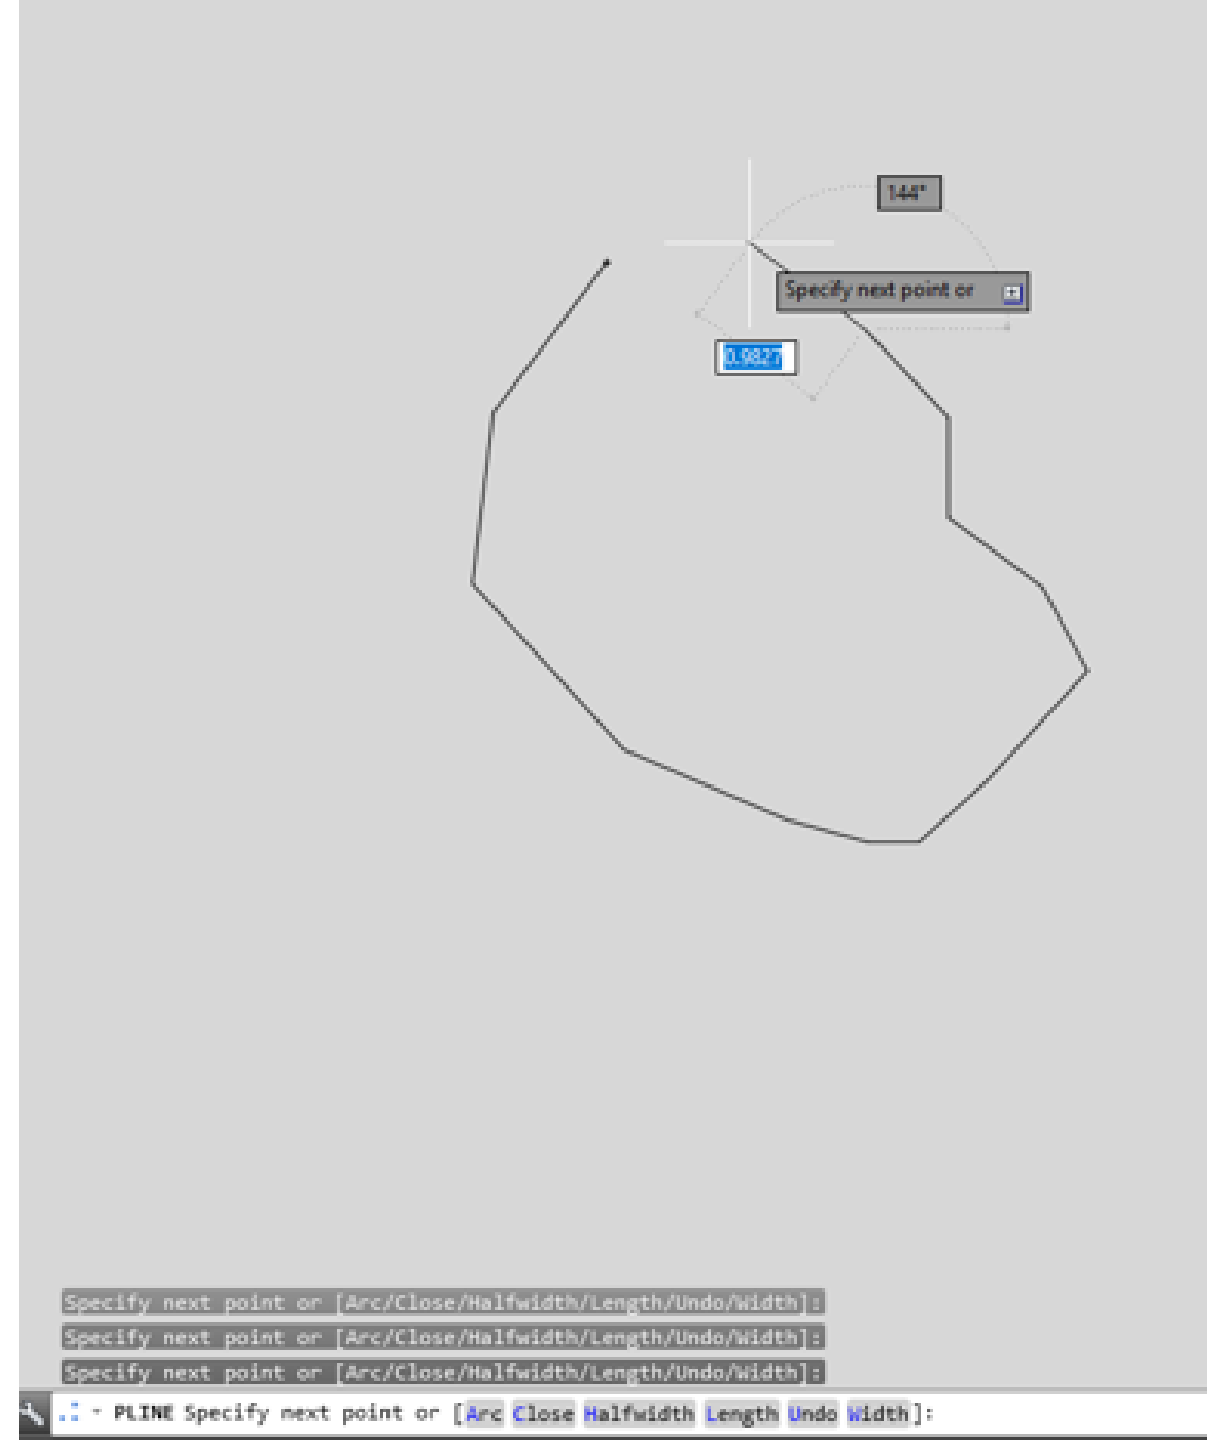 144°
Specify next point or
0.9827
Specify next point or [Arc/Close/Halfwidth/Length/Undo/Width]:
Specify next point or [Arc/Close/Halfwidth/Length/Undo/Width]:
Specify next point or [Arc/Close/Halfwidth/Length/Undo/Width]:
PLINE Specify next point or [Arc Close Halfwidth Length Undo Width]: